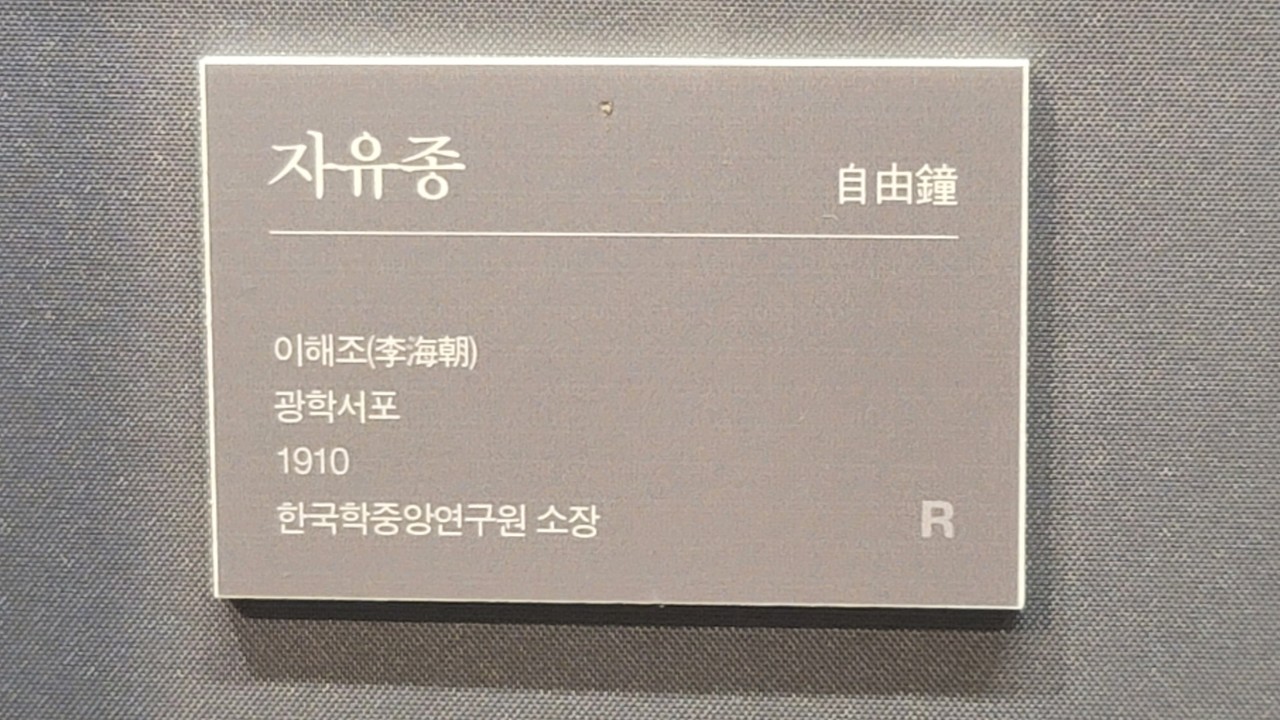 자유종 自由鐘
이해조(李海朝)
광학서포
1910
한국학중앙연구원 소장 R